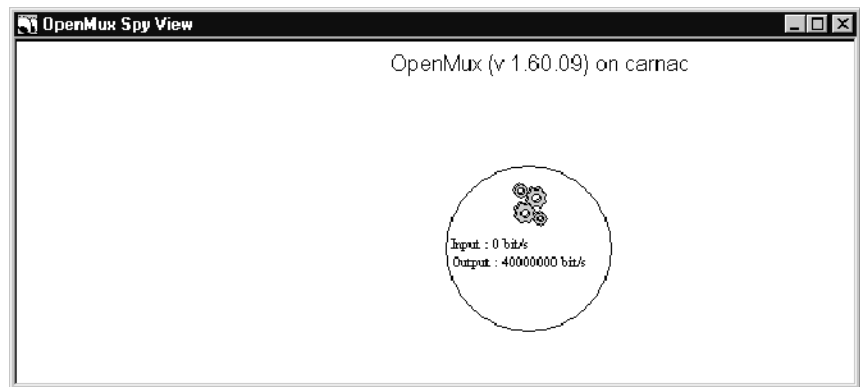 OpenMux Spy View
OpenMux (v 1.60.09) on carnac
Input : 0 bit/s
Output : 40000000 bit/s